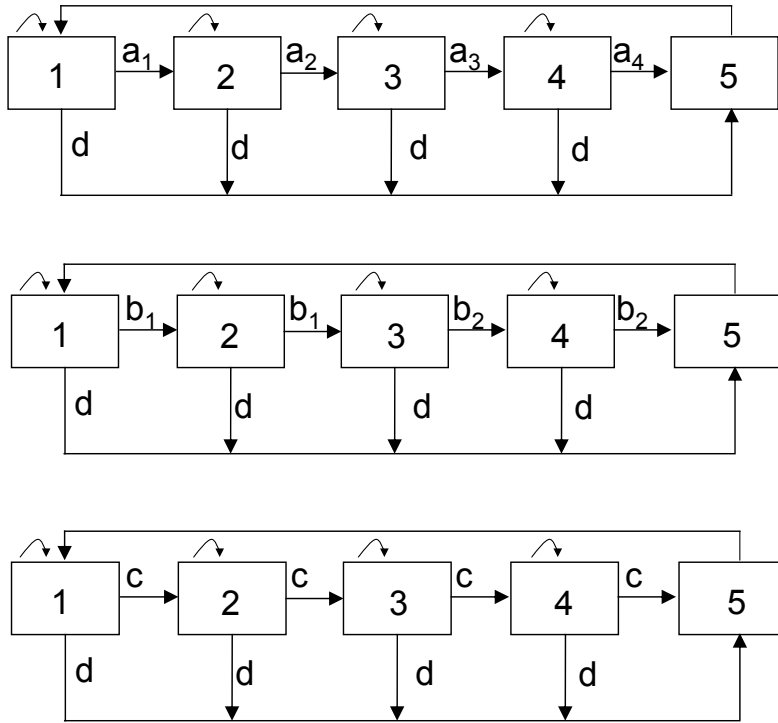 1 a₁ 2 a₂ 3 a₃ 4 a₄ 5
d d d d
1 b₁ 2 b₁ 3 b₂ 4 b₂ 5
d d d d
1 c 2 c 3 c 4 c 5
d d d d